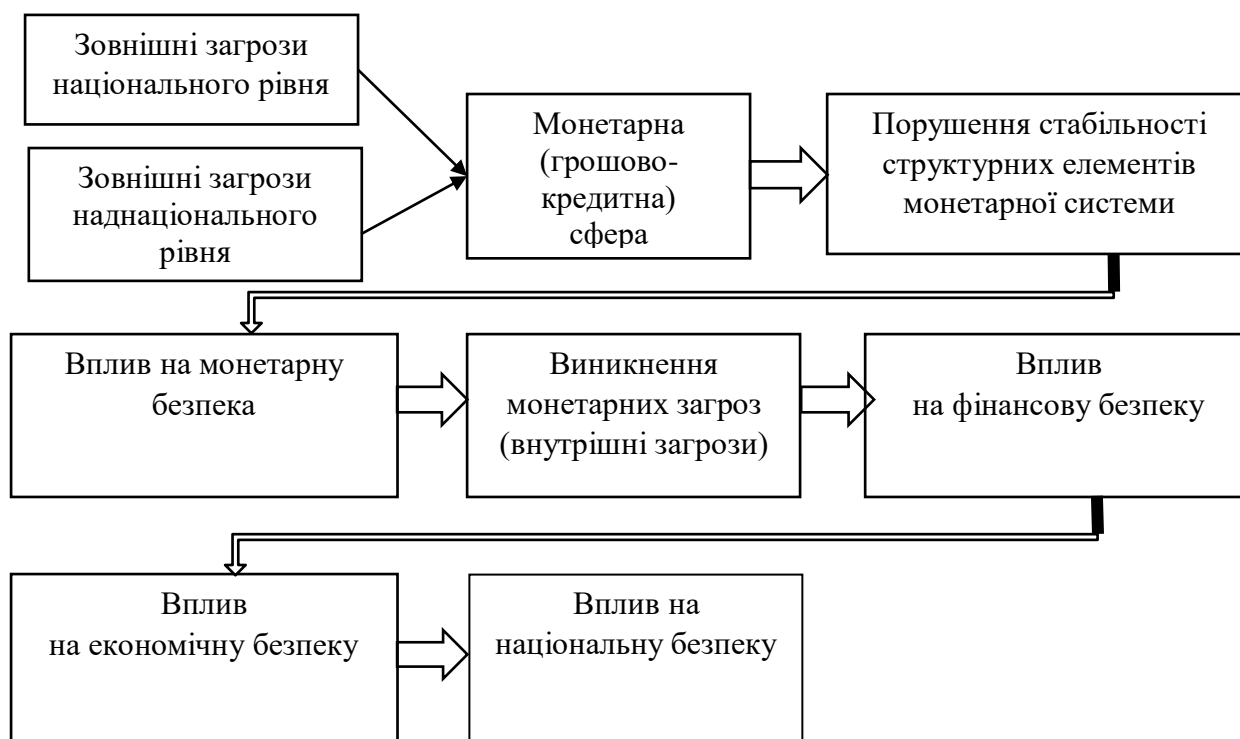 Зовнішні загрози
національного рівня
Зовнішні загрози
наднаціонального
рівня
Монетарна
(грошово-
кредитна)
сфера
Порушення стабільності
структурних елементів
монетарної системи
Вплив на монетарну
безпека
Виникнення
монетарних загроз
(внутрішні загрози)
Вплив
на фінансову безпеку
Вплив
на економічну безпеку
Вплив на
національну безпеку